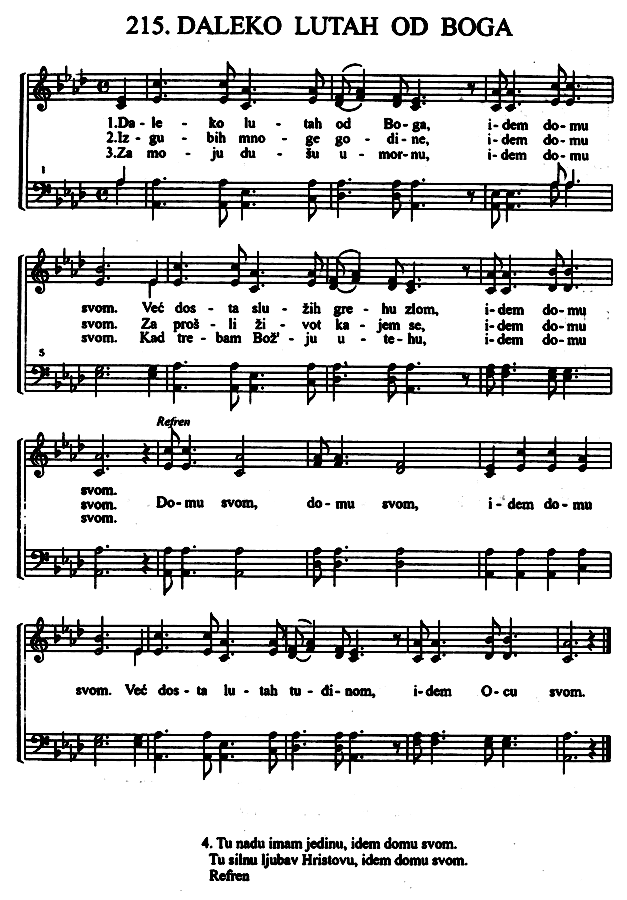 215. DALEKO LUTAH OD BOGA
1.Da - le - ko lu - tah od Bo - ga, i - dem do - mu
2.Iz - gu - bih mno - ge go - di - ne, i - dem do - mu
3.Za mo - ju du - šu u - mor - nu, i - dem do - mu
1
svom. Već dos - ta slu - žih gre - hu zlom, i - dem do - mu
svom. Za proš - li ži - vot ka - jem se, i - dem do - mu
svom. Kad tre - bam Bož' - ju u - te - hu, i - dem do - mu
5
Refren
svom.
svom. Do - mu svom, do - mu svom, i - dem do - mu
svom.
svom. Već dos - ta lu - tah tu - đi - nom, i - dem O - cu svom.
4. Tu nadu imam jedinu, idem domu svom.
Tu silnu ljubav Hristovu, idem domu svom.
Refren